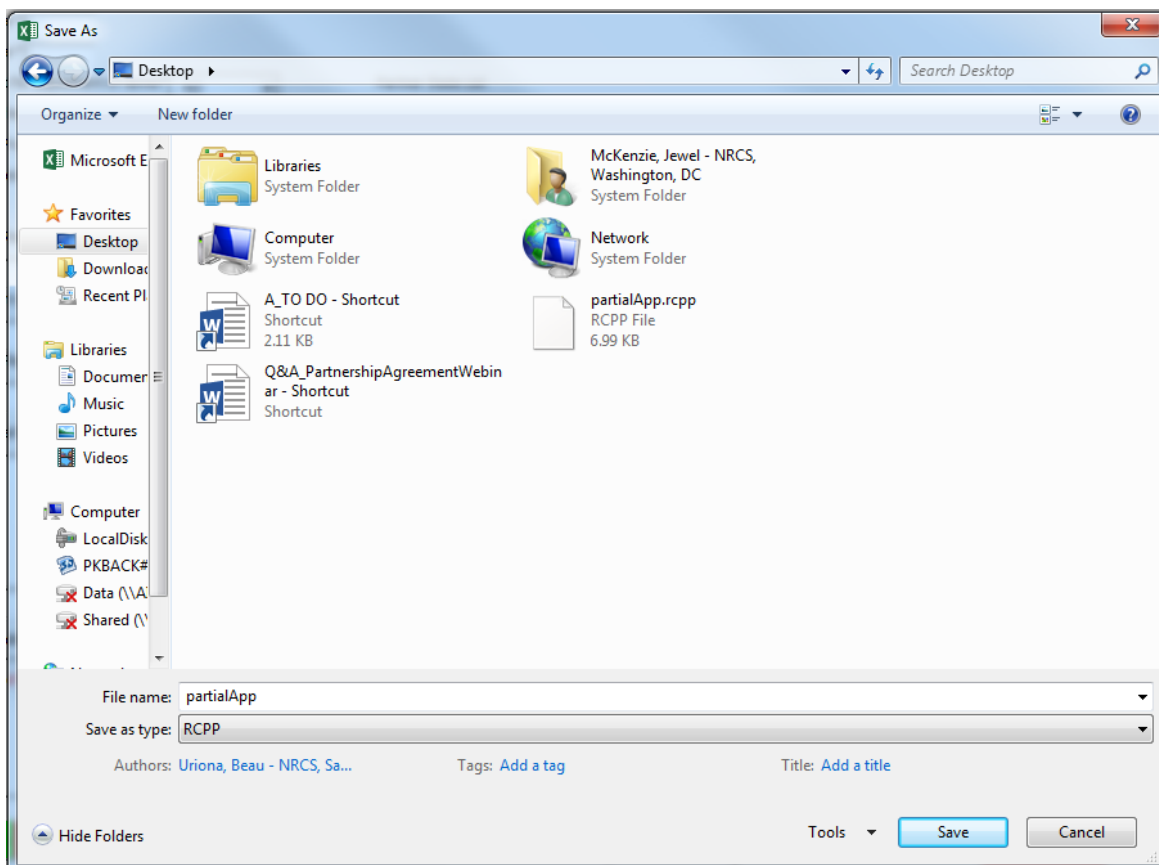 Save As
Desktop
Search Desktop
Organize
New folder
Microsoft E
Favorites
Desktop
Downloac
Recent Pl
Libraries
Documer
Music
Pictures
Videos
Computer
LocalDisk
PKBACK#
Data (\\A
Shared (\
Libraries
System Folder
McKenzie, Jewel - NRCS,
Washington, DC
System Folder
Computer
System Folder
Network
System Folder
A_TO DO - Shortcut
Shortcut
2.11 KB
partialApp.rcpp
RCPP File
6.99 KB
Q&A_PartnershipAgreementWebin
ar - Shortcut
Shortcut
File name: partialApp
Save as type: RCPP
Authors: Uriona, Beau - NRCS, Sa... Tags: Add a tag Title: Add a title
Hide Folders
Tools
Save
Cancel